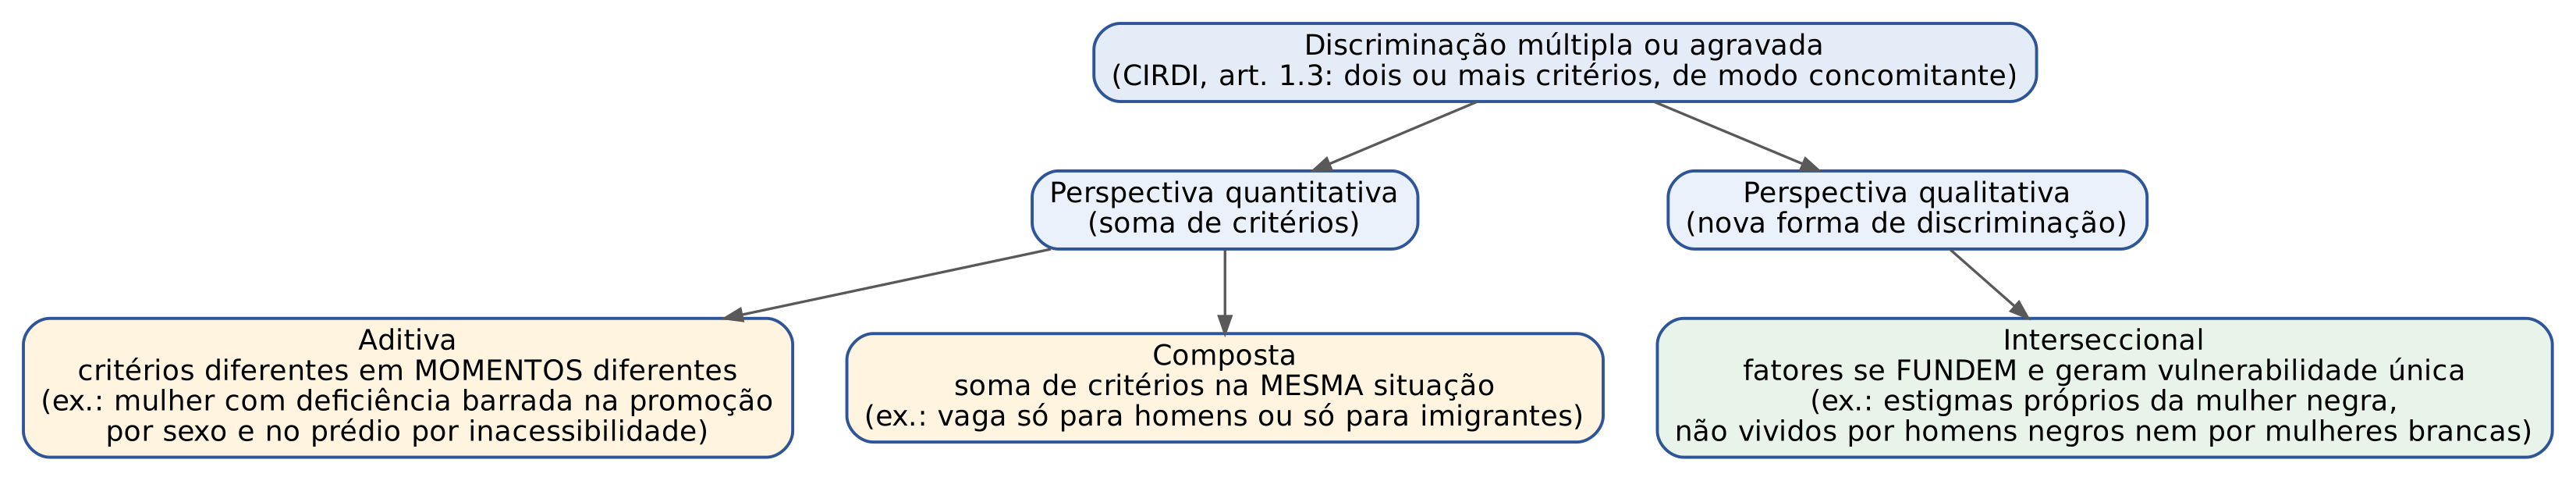 Discriminação múltipla ou agravada
(CIRDI, art. 1.3: dois ou mais critérios, de modo concomitante)
Perspectiva quantitativa
(soma de critérios)
Perspectiva qualitativa
(nova forma de discriminação)
Aditiva
critérios diferentes em MOMENTOS diferentes
(ex.: mulher com deficiência barrada na promoção
por sexo e no prédio por inacessibilidade)
Composta
soma de critérios na MESMA situação
(ex.: vaga só para homens ou só para imigrantes)
Interseccional
fatores se FUNDEM e geram vulnerabilidade única
(ex.: estigmas próprios da mulher negra,
não vividos por homens negros nem por mulheres brancas)